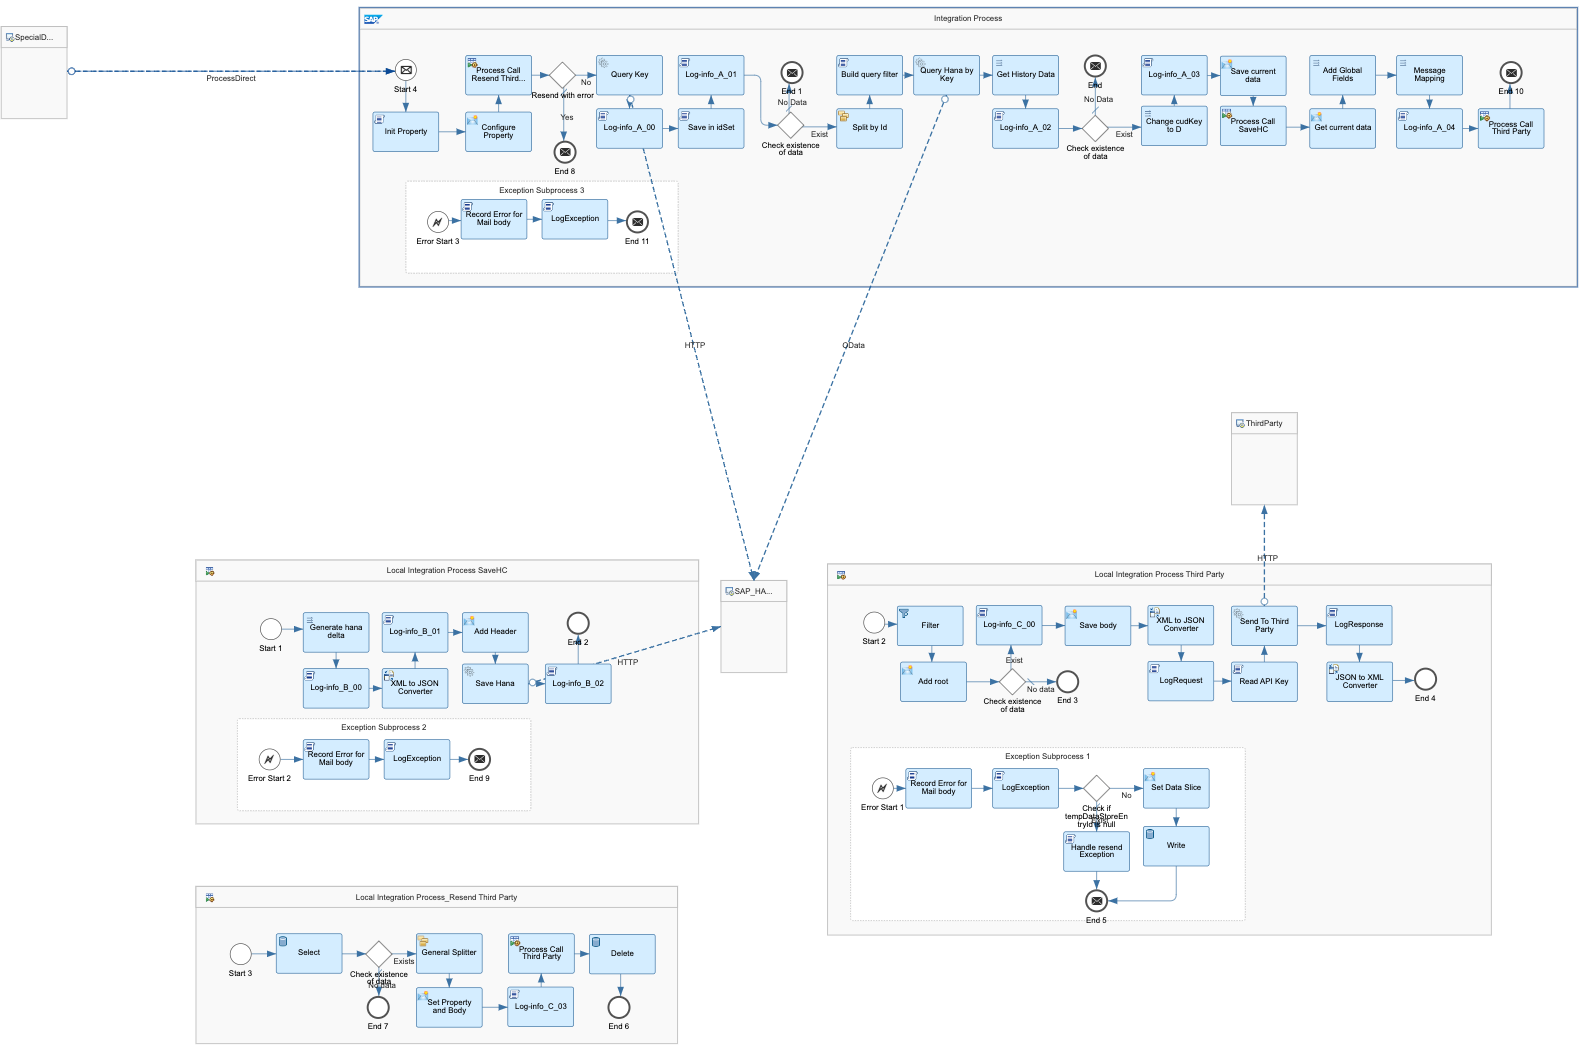 SAP
Integration Process
SpecialD...
ProcessDirect
Start 4
Init Property
Process Call
Resend Third...
Configure
Property
Resend with error
No
Yes
End 8
Query Key
Log-info_A_00
Log-info_A_01
Save in idSet
End 1
No Data
Exist
Check existence
of data
Build query filter
Split by Id
Query Hana by
Key
Get History Data
Log-info_A_02
End
No Data
Exist
Check existence
of data
Log-info_A_03
Change cudKey
to D
Save current
data
Process Call
SaveHC
Add Global
Fields
Get current data
Message
Mapping
Log-info_A_04
End 10
Process Call
Third Party
Exception Subprocess 3
Error Start 3
Record Error for
Mail body
LogException
End 11
HTTP
OData
ThirdParty
HTTP
SAP_HA...
Local Integration Process SaveHC
Start 1
Generate hana
delta
Log-info_B_00
Log-info_B_01
XML to JSON
Converter
Add Header
Save Hana
End 2
Log-info_B_02
HTTP
Exception Subprocess 2
Error Start 2
Record Error for
Mail body
LogException
End 9
Local Integration Process Third Party
Start 2
Filter
Add root
Log-info_C_00
Exist
No data
Check existence
of data
End 3
Save body
XML to JSON
Converter
LogRequest
Send To Third
Party
Read API Key
LogResponse
JSON to XML
Converter
End 4
Exception Subprocess 1
Error Start 1
Record Error for
Mail body
LogException
No
Check if
tempDataStoreEn
tryId is null
Set Data Slice
Write
Handle resend
Exception
End 5
Local Integration Process_Resend Third Party
Start 3
Select
Exists
Check existence
of data
No data
End 7
General Splitter
Set Property
and Body
Process Call
Third Party
Log-info_C_03
Delete
End 6